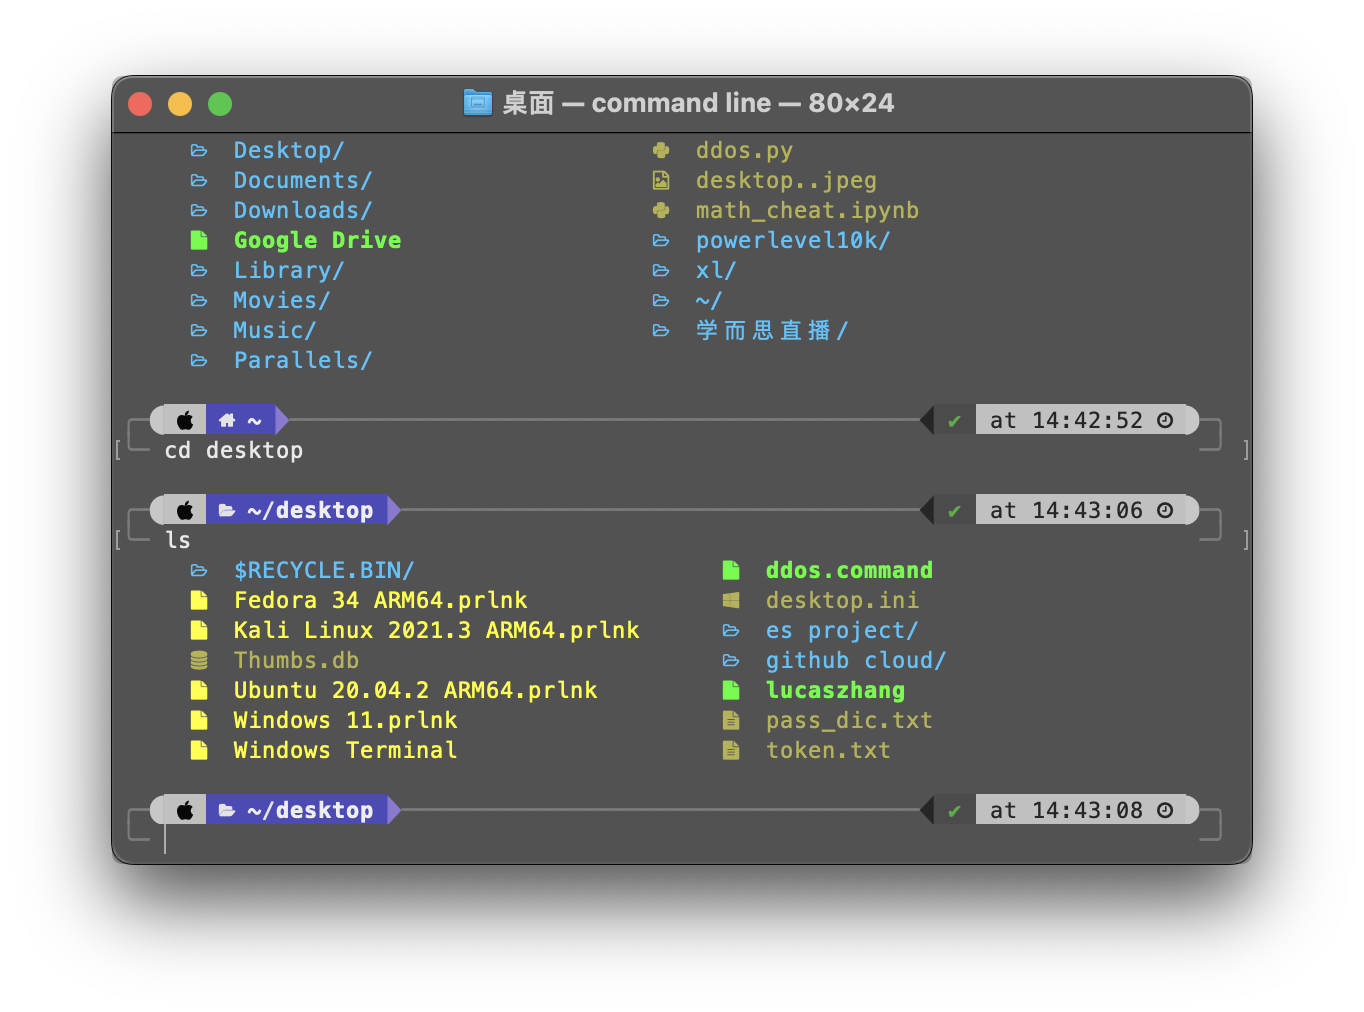 桌面 — command line — 80×24
Desktop/ ddos.py
Documents/ desktop..jpeg
Downloads/ math_cheat.ipynb
Google Drive powerlevel10k/
Library/ xl/
Movies/ ~/
Music/ 学而思直播/
Parallels/
~ ✔ at 14:42:52
[ cd desktop ]
~/desktop ✔ at 14:43:06
[ ls ]
$RECYCLE.BIN/ ddos.command
Fedora 34 ARM64.prlnk desktop.ini
Kali Linux 2021.3 ARM64.prlnk es project/
Thumbs.db github cloud/
Ubuntu 20.04.2 ARM64.prlnk lucaszhang
Windows 11.prlnk pass_dic.txt
Windows Terminal token.txt
~/desktop ✔ at 14:43:08